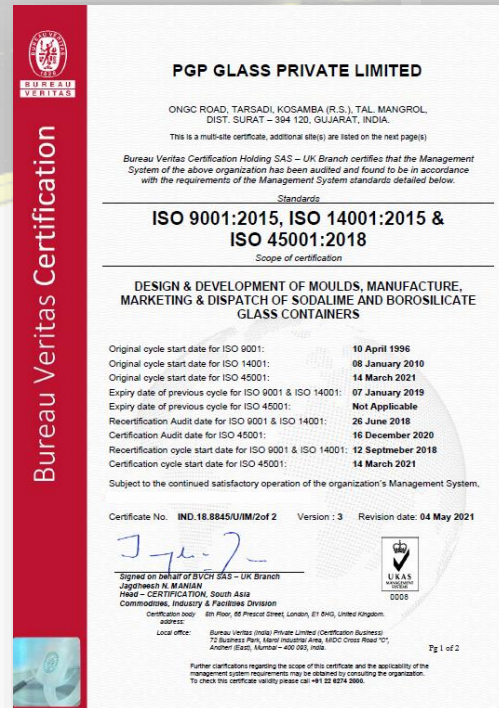 BUREAU
VERITAS
Bureau Veritas Certification
PGP GLASS PRIVATE LIMITED
ONGC ROAD, TARSADI, KOSAMBA (R.S.), TAL. MANGROL,
DIST. SURAT – 394 120, GUJARAT, INDIA.
This is a multi-site certificate, additional site(s) are listed on the next page(s)
Bureau Veritas Certification Holding SAS – UK Branch certifies that the Management
System of the above organization has been audited and found to be in accordance
with the requirements of the Management System standards detailed below.
Standards
ISO 9001:2015, ISO 14001:2015 &
ISO 45001:2018
Scope of certification
DESIGN & DEVELOPMENT OF MOULDS, MANUFACTURE,
MARKETING & DISPATCH OF SODALIME AND BOROSILICATE
GLASS CONTAINERS
Original cycle start date for ISO 9001: 10 April 1996
Original cycle start date for ISO 14001: 08 January 2010
Original cycle start date for ISO 45001: 14 March 2021
Expiry date of previous cycle for ISO 9001 & ISO 14001: 07 January 2019
Expiry date of previous cycle for ISO 45001: Not Applicable
Recertification Audit date for ISO 9001 & ISO 14001: 26 June 2018
Certification Audit date for ISO 45001: 16 December 2020
Recertification cycle start date for ISO 9001 & ISO 14001: 12 Septmeber 2018
Certification cycle start date for ISO 45001: 14 March 2021
Subject to the continued satisfactory operation of the organization's Management System,
Certificate No. IND.18.8845/U/IM/2of 2 Version : 3 Revision date: 04 May 2021
Signed on behalf of BVCH SAS – UK Branch
Jagdheesh N. MANIAN
Head – CERTIFICATION, South Asia
Commodities, Industry & Facilities Division
UKAS
MANAGEMENT
SYSTEMS
0008
Certification body address: 5th Floor, 66 Prescot Street, London, E1 6HG, United Kingdom.
Local office: Bureau Veritas (India) Private Limited (Certification Business)
72 Business Park, Marol Industrial Area, MIDC Cross Road "C",
Andheri (East), Mumbai – 400 093, India.
Pg 1 of 2
Further clarifications regarding the scope of this certificate and the applicability of the
management system requirements may be obtained by consulting the organization.
To check this certificate validity please call +91 22 6274 2000.